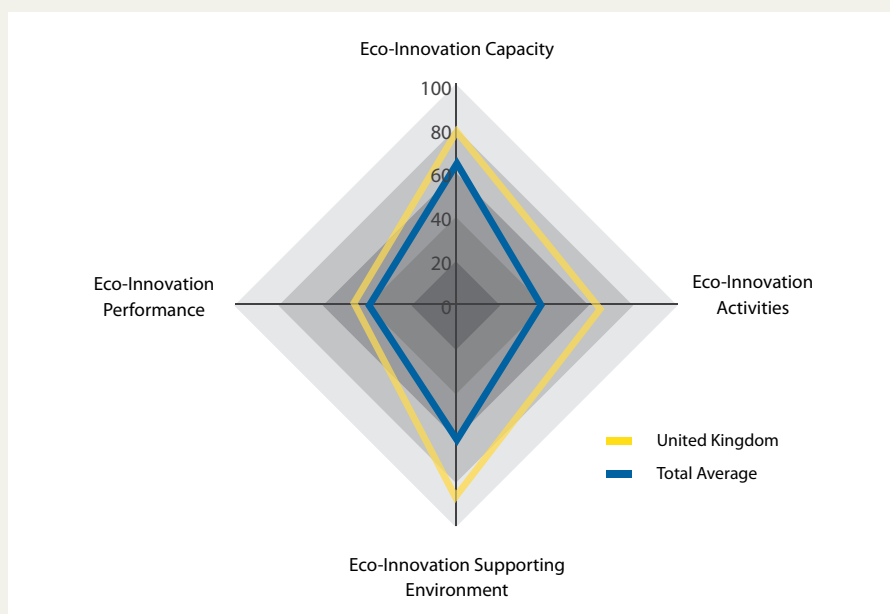 Eco-Innovation Capacity
100
80
60
40
20
0
Eco-Innovation
Performance
Eco-Innovation
Activities
United Kingdom
Total Average
Eco-Innovation Supporting
Environment